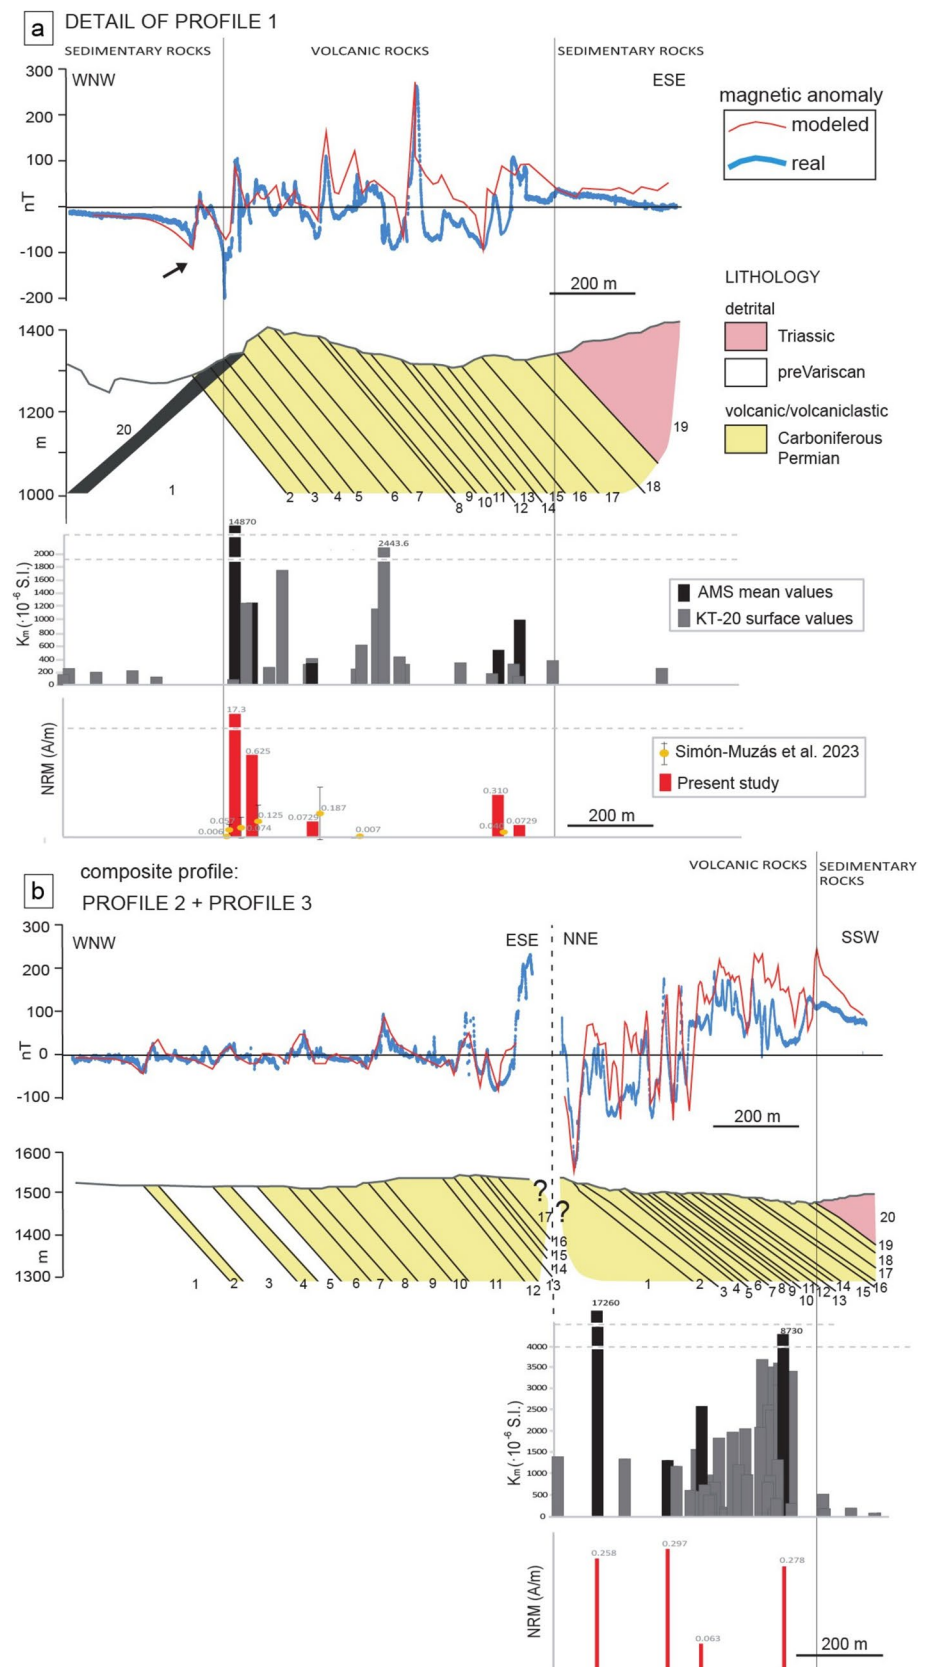 a DETAIL OF PROFILE 1
SEDIMENTARY ROCKS VOLCANIC ROCKS SEDIMENTARY ROCKS
WNW ESE
300
200
100
0
-100
-200
nT
200 m
magnetic anomaly
modeled
real
LITHOLOGY
detrital
Triassic
preVariscan
volcanic/volcaniclastic
Carboniferous
Permian
1400
1200
1000
m
20
19
18
1 2 3 4 5 6 7 8 9 10 11 12 13 14 15 16 17
14870
2443.6
2000
1800
1600
1400
1200
1000
800
600
400
200
0
Km (·10⁻⁶ S.I.)
AMS mean values
KT-20 surface values
NRM (A/m)
17.3
0.625
0.125
0.006
0.074
0.0729
0.187
0.007
0.310
0.0729
Simón-Muzás et al. 2023
Present study
200 m
b composite profile:
PROFILE 2 + PROFILE 3
VOLCANIC ROCKS SEDIMENTARY
ROCKS
WNW ESE NNE SSW
300
200
100
0
-100
nT
200 m
1600
1500
1400
1300
m
? ?
17
16
15
14
13
1 2 3 4 5 6 7 8 9 10 11 12
20
19
18
17
16
1 2 3 4 5 6 7 8 9 10 11 12 13 14 15
17260
8730
4000
3500
3000
2500
2000
1500
1000
500
0
Km (·10⁻⁶ S.I.)
NRM (A/m)
0.258
0.297
0.063
0.278
200 m